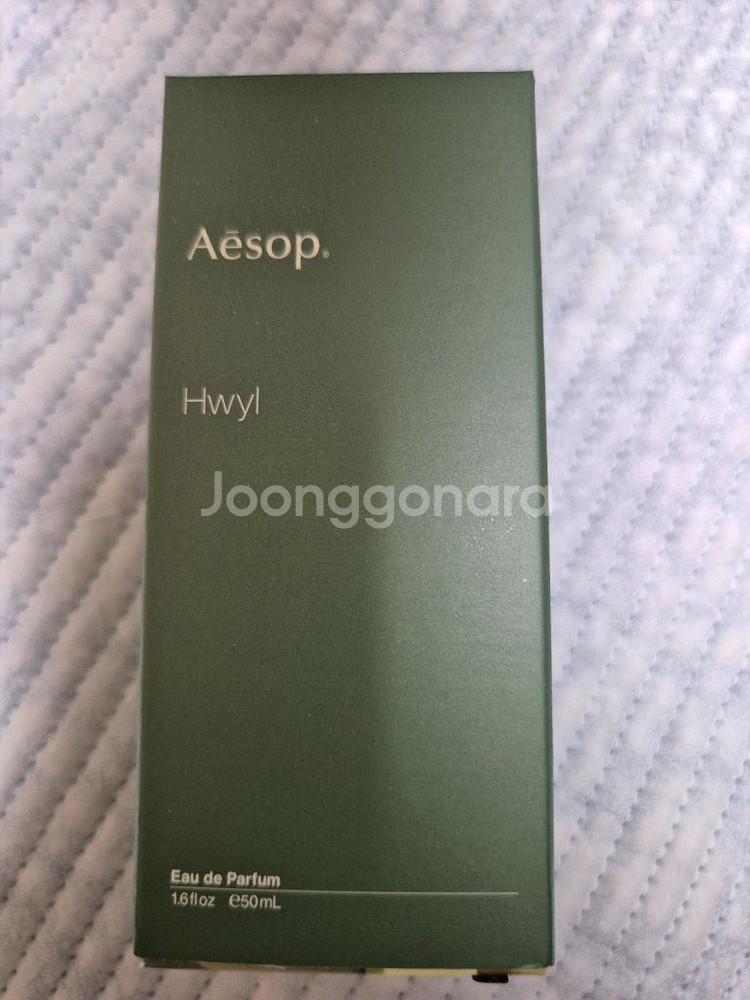 Aēsop®
Hwyl
Joonggonara
Eau de Parfum
1.6 fl oz ℮50 mL